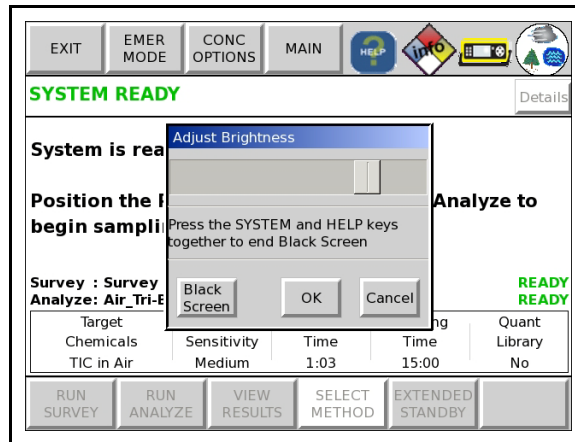 EXIT
EMER
MODE
CONC
OPTIONS
MAIN
HELP
info
SYSTEM READY
Details
Adjust Brightness
System is rea
Position the
Analyze to
begin sampli
Press the SYSTEM and HELP keys
together to end Black Screen
Black
Screen
OK
Cancel
Survey : Survey
READY
Analyze: Air_Tri-
READY
Target
Chemicals
Sensitivity
Time
Time
Quant
Library
TIC in Air
Medium
1:03
15:00
No
RUN
SURVEY
RUN
ANALYZE
VIEW
RESULTS
SELECT
METHOD
EXTENDED
STANDBY